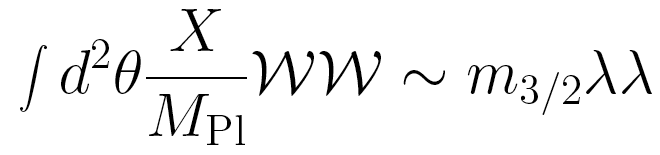 ∫ d²θ X/M_Pl 𝒲𝒲 ∼ m_{3/2}λλ